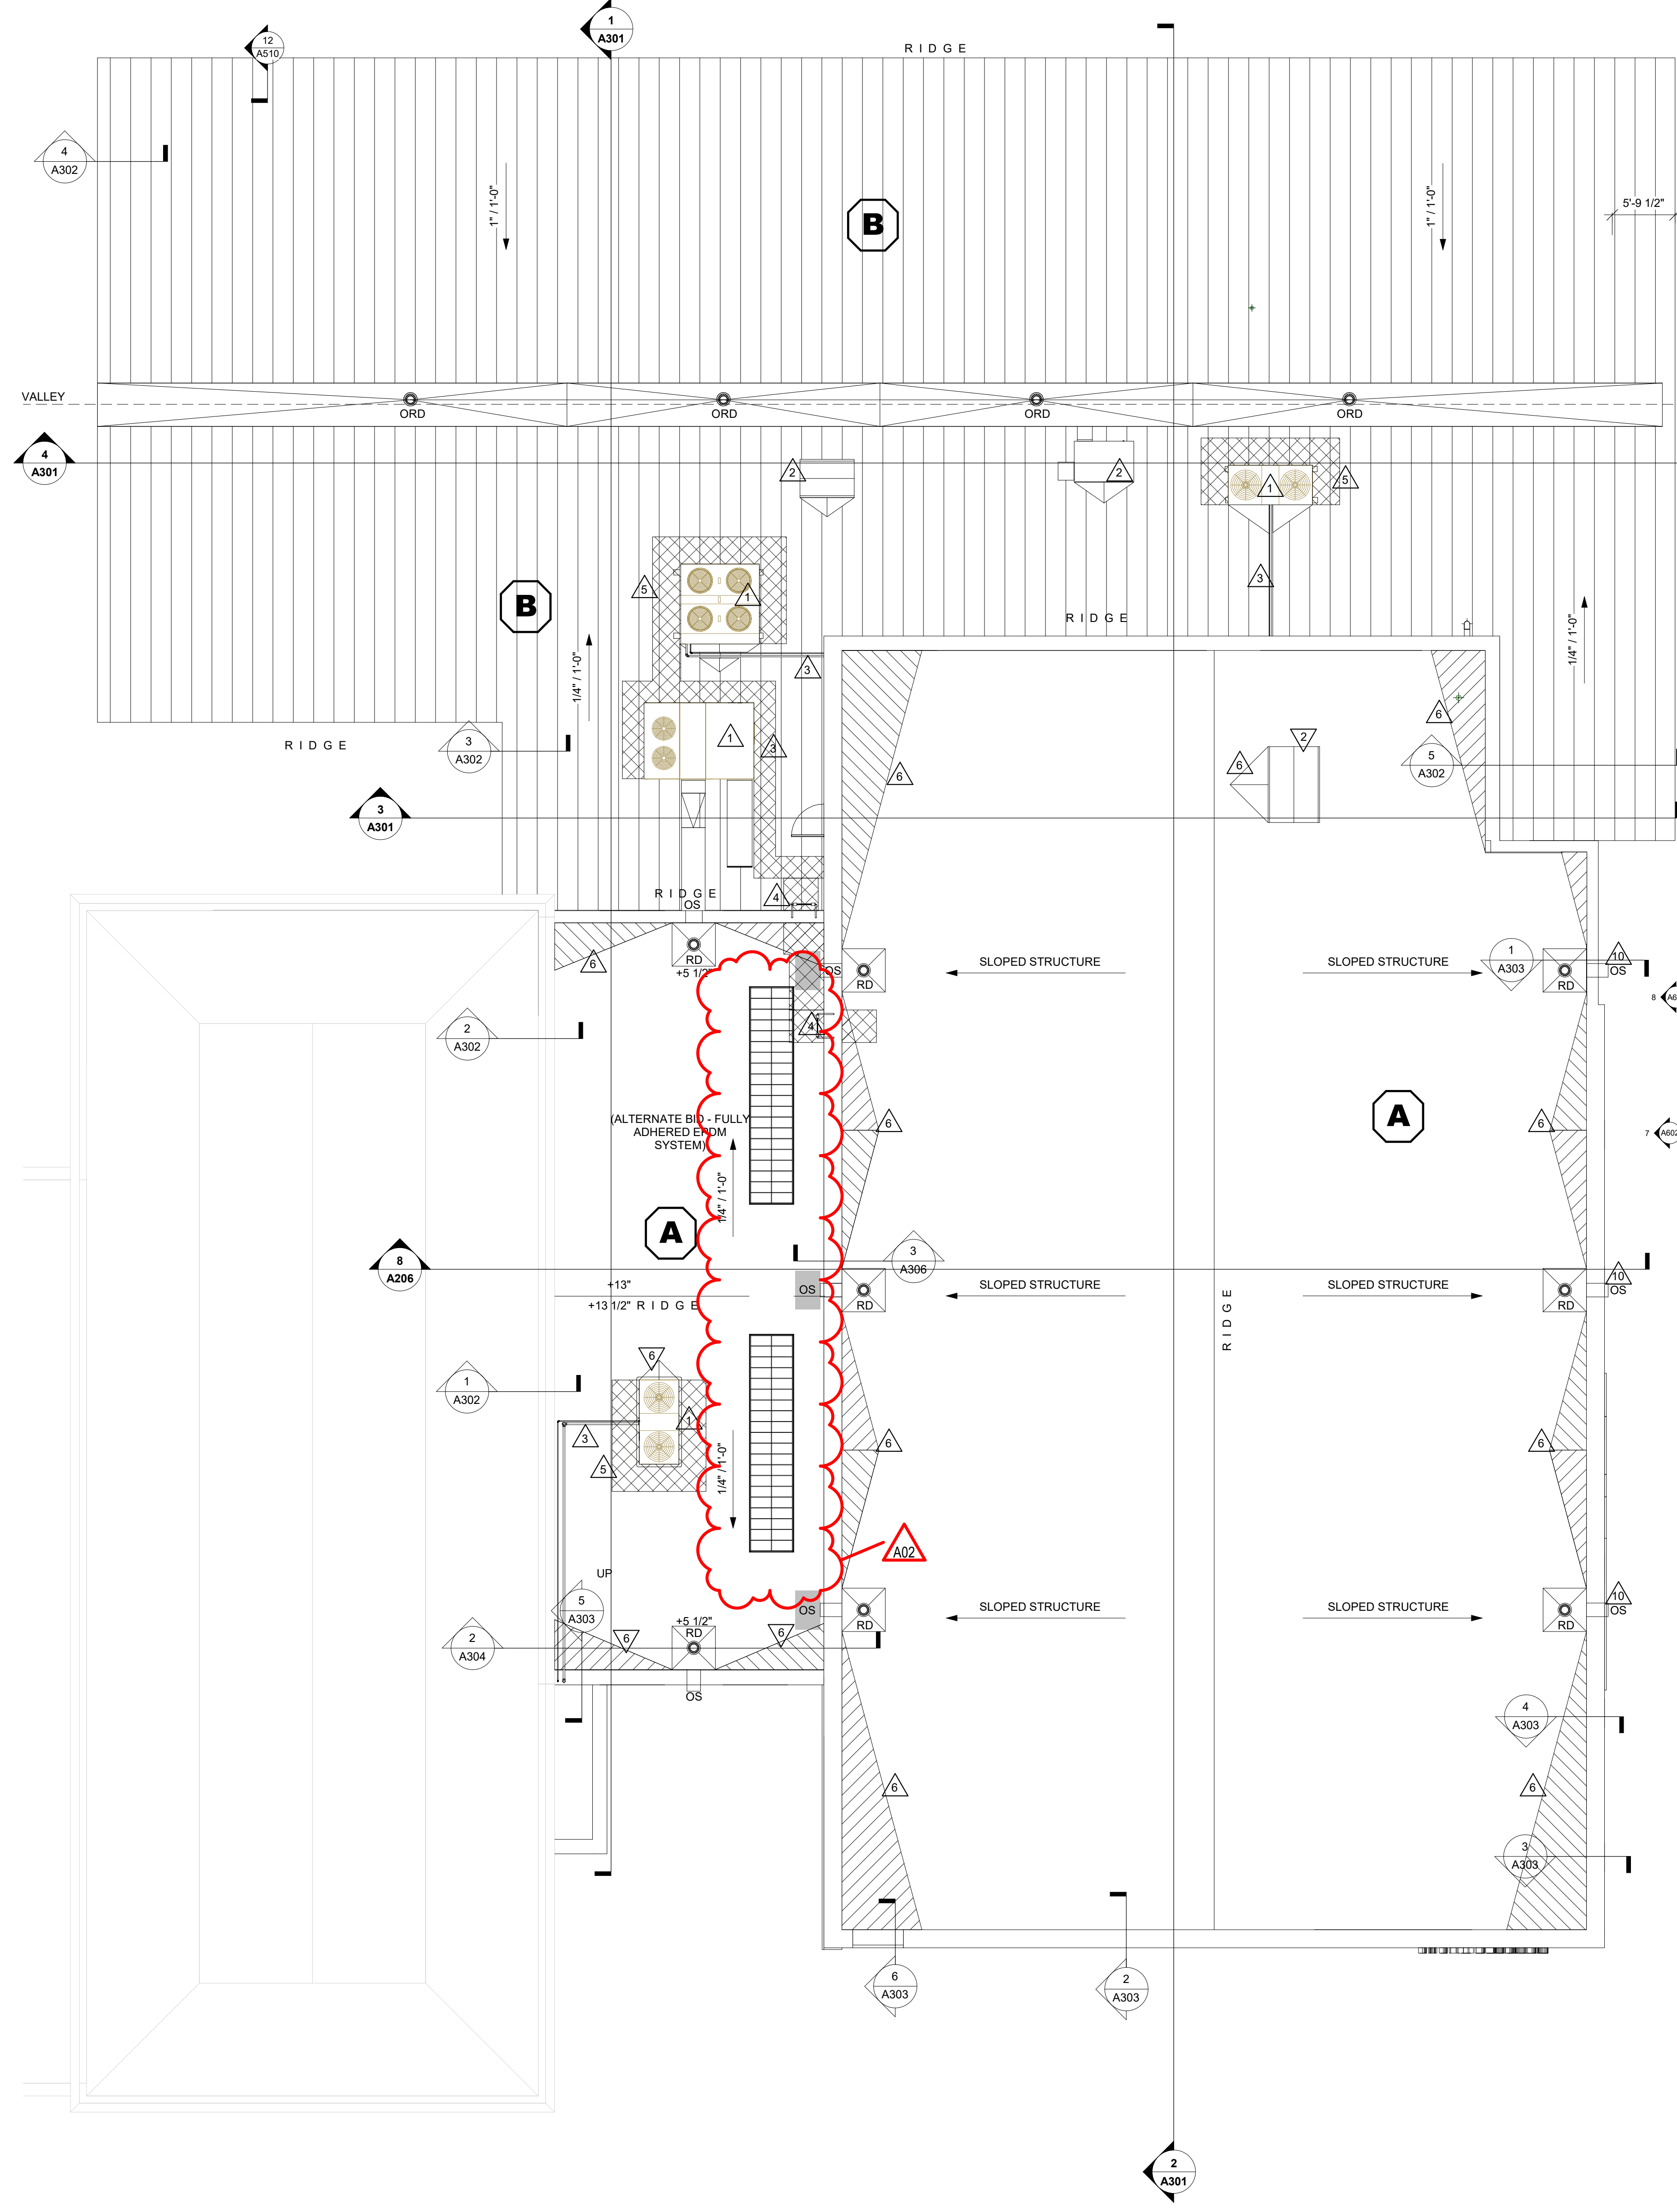 1
A301
12
A510
R I D G E
4
A302
1" / 1'-0"
1" / 1'-0"
5'-9 1/2"
B
VALLEY
ORD
ORD
ORD
ORD
4
A301
2
2
1
5
5
1
3
B
R I D G E
1/4" / 1'-0"
1/4" / 1'-0"
3
6
R I D G E
3
A302
1
3
2
6
6
5
A302
3
A301
R I D G E
OS
4
6
RD
+5 1/2"
OS
RD
SLOPED STRUCTURE
SLOPED STRUCTURE
1
A303
10
OS
RD
8
A6
2
A302
4
(ALTERNATE BID - FULLY
ADHERED EPDM
SYSTEM)
6
A
6
7
A602
1/4" / 1'-0"
A
3
A306
8
A206
+13"
OS
RD
SLOPED STRUCTURE
SLOPED STRUCTURE
10
OS
RD
+13 1/2" R I D G E
R I D G E
6
1
A302
1
3
5
6
6
1/4" / 1'-0"
A02
UP
5
A303
OS
RD
SLOPED STRUCTURE
SLOPED STRUCTURE
10
OS
RD
2
A304
6
+5 1/2"
RD
6
OS
4
A303
6
6
3
A303
6
A303
2
A303
2
A301